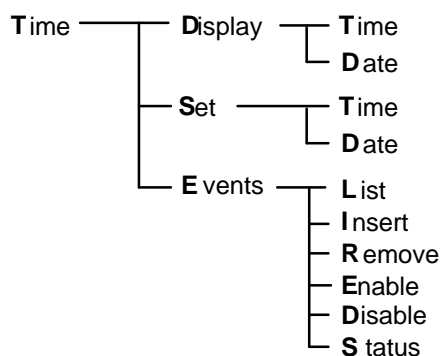 Time Display Time
Date
Set Time
Date
Events List
Insert
Remove
Enable
Disable
Status